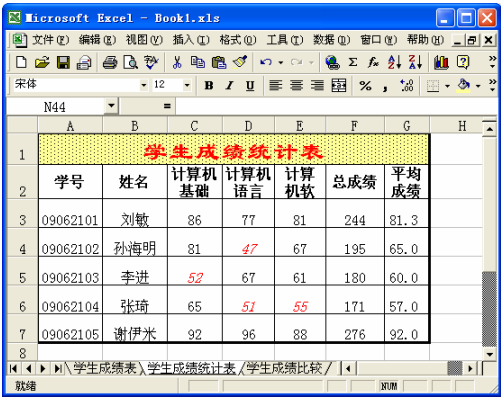 Microsoft Excel - Book1.xls
文件(F) 编辑(E) 视图(V) 插入(I) 格式(O) 工具(T) 数据(D) 窗口(W) 帮助(H)
宋体 12 B I U % ,
N44 =
A B C D E F G H
1 学生成绩统计表
2 学号 姓名 计算机基础 计算机语言 计算机软 总成绩 平均成绩
3 09062101 刘敏 86 77 81 244 81.3
4 09062102 孙海明 81 47 67 195 65.0
5 09062103 李进 52 67 61 180 60.0
6 09062104 张琦 65 51 55 171 57.0
7 09062105 谢伊米 92 96 88 276 92.0
8
学生成绩表 学生成绩统计表 学生成绩比较
就绪 NUM